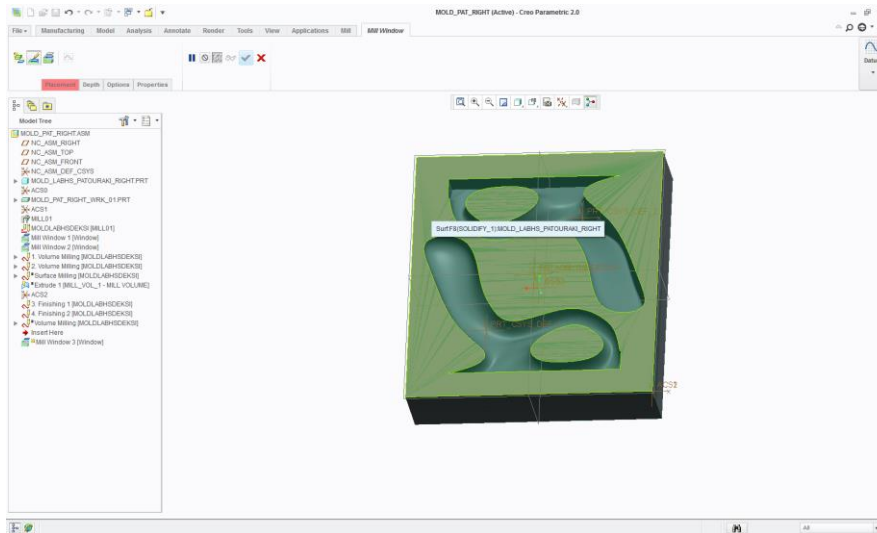 MOLD_PAT_RIGHT (Active) - Creo Parametric 2.0
File Manufacturing Model Analysis Annotate Render Tools View Applications Mill Mill Window
Datum
Placement Depth Options Properties
Model Tree
MOLD_PAT_RIGHT.ASM
NC_ASM_RIGHT
NC_ASM_TOP
NC_ASM_FRONT
NC_ASM_DEF_CSYS
MOLD_LABHS_PATOURAKI_RIGHT.PRT
ACS0
MOLD_PAT_RIGHT_WRK_01.PRT
ACS1
MILL01
MOLDLABHSDEKSI [MILL01]
Mill Window 1 [Window]
Mill Window 2 [Window]
1. Volume Milling [MOLDLABHSDEKSI]
2. Volume Milling [MOLDLABHSDEKSI]
Surface Milling [MOLDLABHSDEKSI]
Extrude 1 [MILL_VOL_1 - MILL VOLUME]
ACS2
3. Finishing 1 [MOLDLABHSDEKSI]
4. Finishing 2 [MOLDLABHSDEKSI]
Volume Milling [MOLDLABHSDEKSI]
Insert Here
Mill Window 3 [Window]
Surf:F8(SOLIDIFY_1):MOLD_LABHS_PATOURAKI_RIGHT
ACS2
All